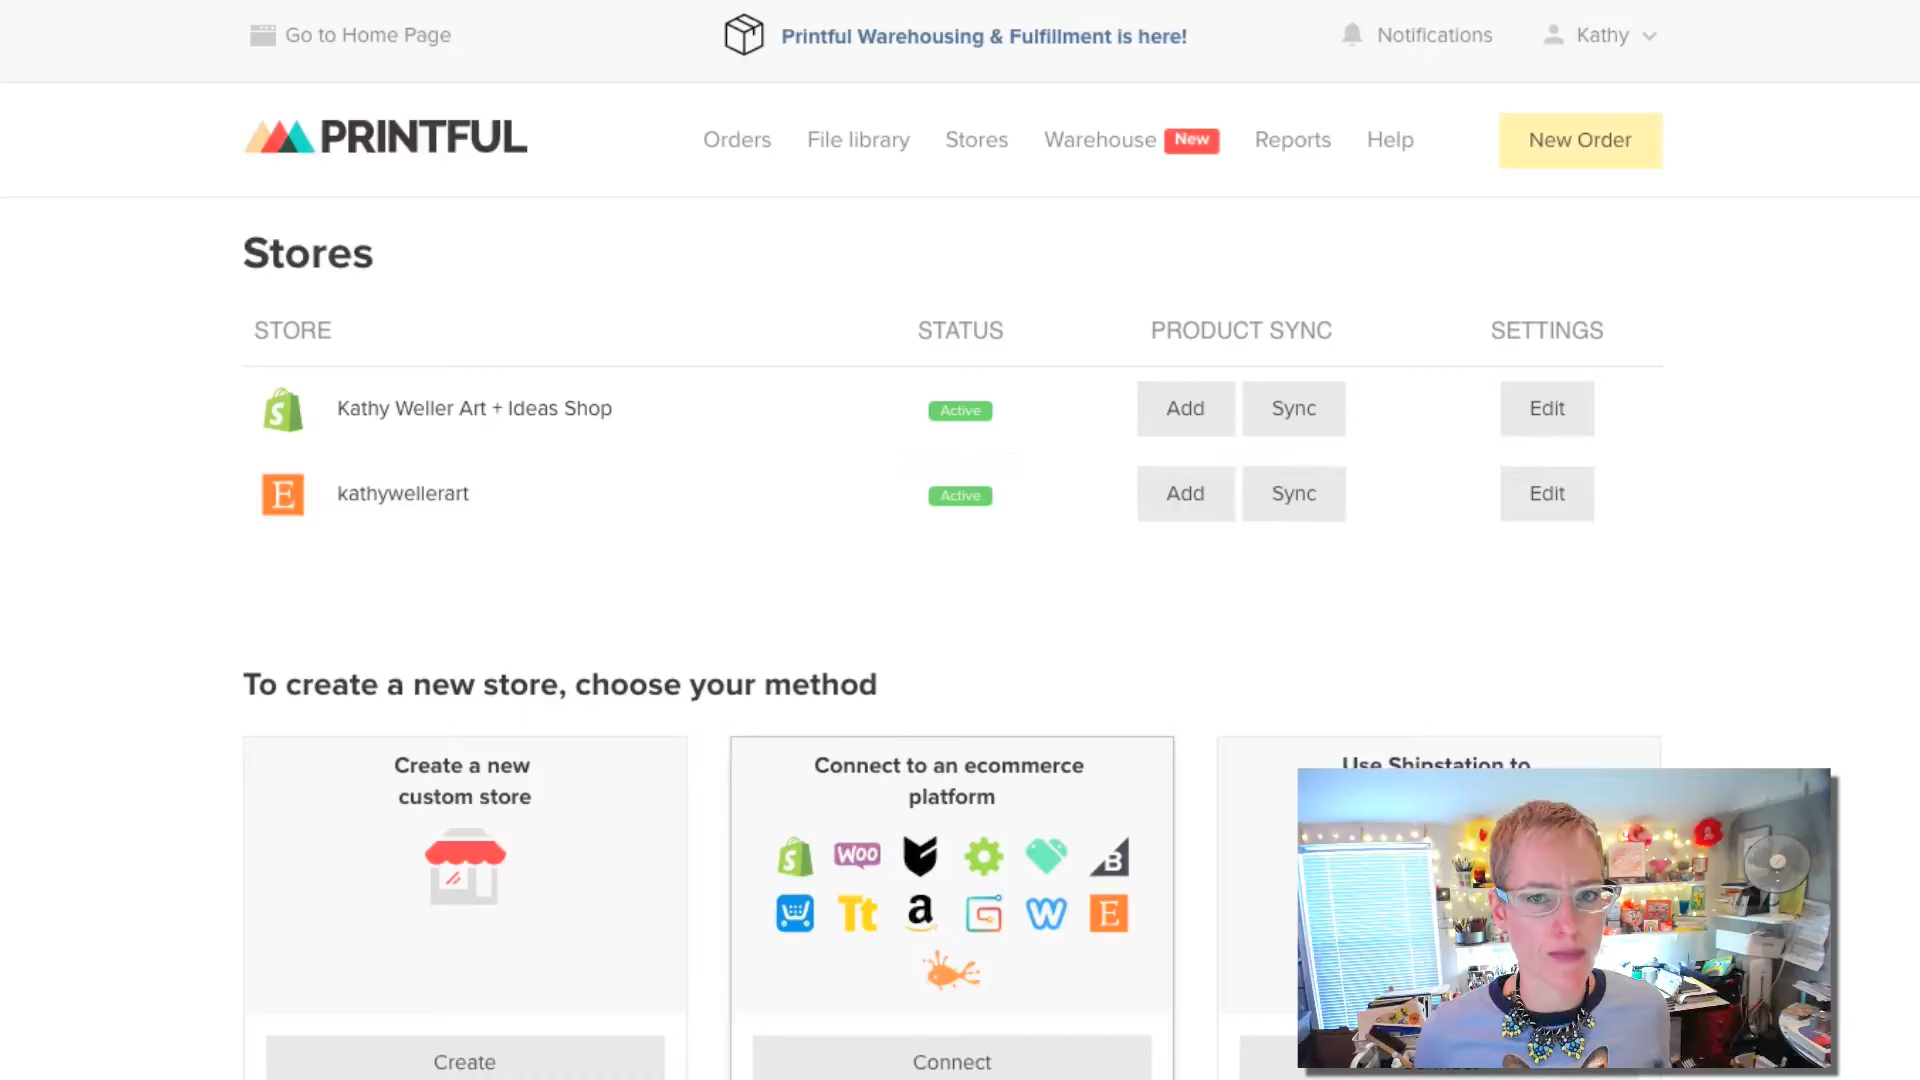 Go to Home Page
Printful Warehousing & Fulfillment is here!
Notifications
Kathy
PRINTFUL
Orders
File library
Stores
Warehouse New
Reports
Help
New Order
Stores
STORE
STATUS
PRODUCT SYNC
SETTINGS
Kathy Weller Art + Ideas Shop
Active
Add
Sync
Edit
kathywellerart
Active
Add
Sync
Edit
To create a new store, choose your method
Create a new
custom store
Create
Connect to an ecommerce
platform
S
WOO
B
Tt
a
W
E
Connect
Use Shipstation to